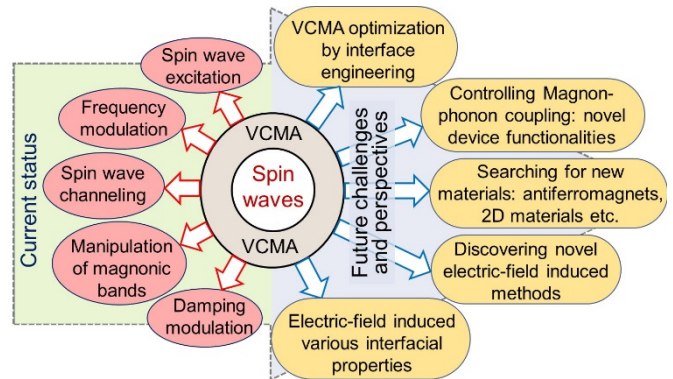 Current status
Spin wave
excitation
Frequency
modulation
Spin wave
channeling
Manipulation
of magnonic
bands
Damping
modulation
VCMA
Spin
waves
VCMA
Future challenges
and perspectives
VCMA optimization
by interface
engineering
Controlling Magnon-
phonon coupling: novel
device functionalities
Searching for new
materials: antiferromagnets,
2D materials etc.
Discovering novel
electric-field induced
methods
Electric-field induced
various interfacial
properties